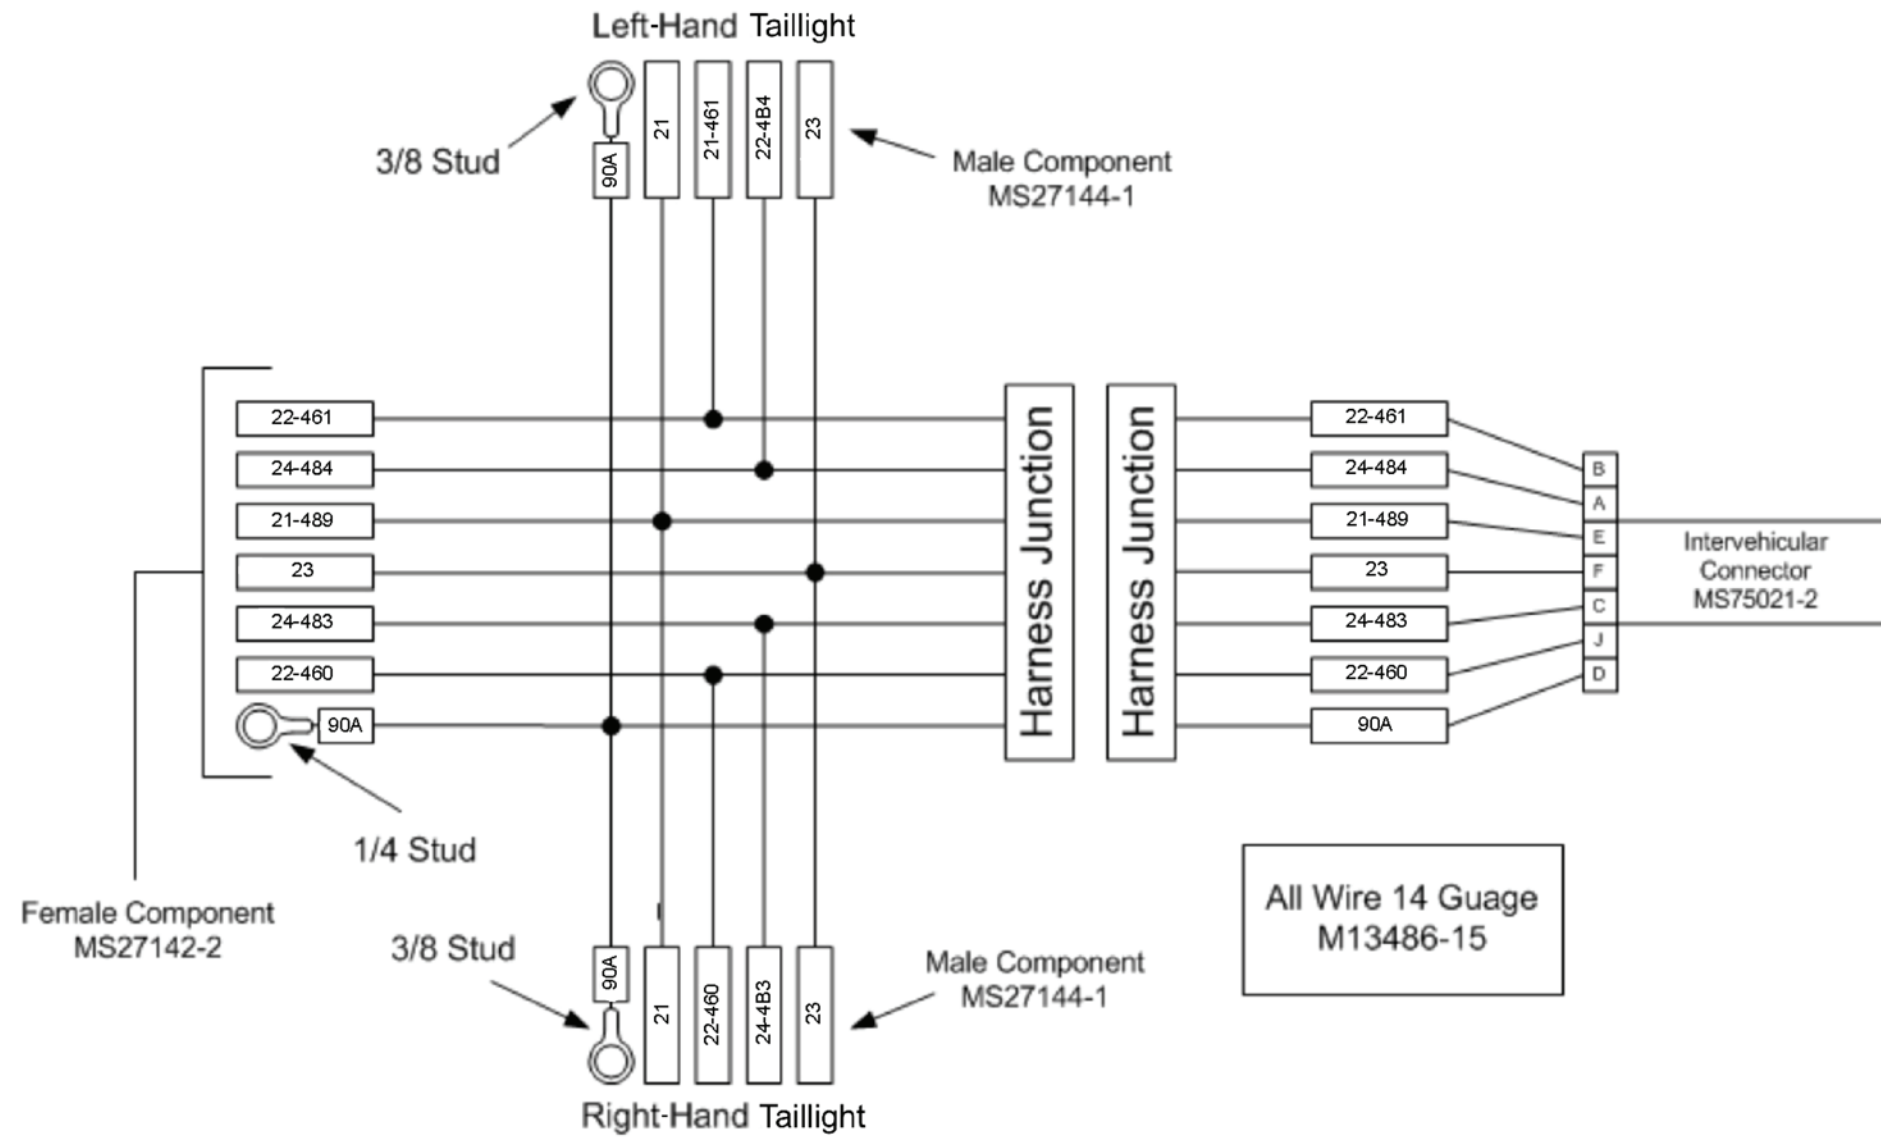 Left-Hand Taillight
3/8 Stud
90A
21
21-461
22-4B4
23
Male Component
MS27144-1
22-461
24-484
21-489
23
24-483
22-460
90A
1/4 Stud
Female Component
MS27142-2
Harness Junction
Harness Junction
22-461
24-484
21-489
23
24-483
22-460
90A
B
A
E
F
C
J
D
Intervehicular
Connector
MS75021-2
All Wire 14 Guage
M13486-15
3/8 Stud
90A
21
22-460
24-4B3
23
Male Component
MS27144-1
Right-Hand Taillight